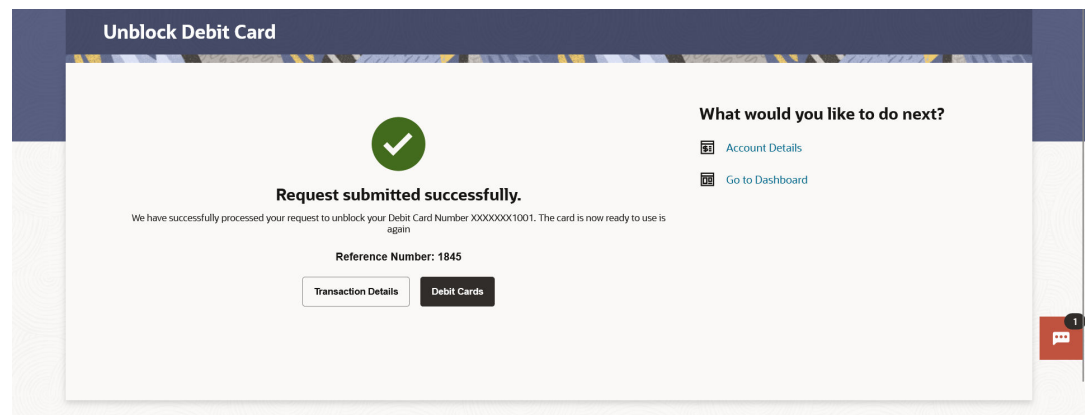 Unblock Debit Card
Request submitted successfully.
We have successfully processed your request to unblock your Debit Card Number XXXXXXX1001. The card is now ready to use is
again
Reference Number: 1845
Transaction Details
Debit Cards
What would you like to do next?
Account Details
Go to Dashboard
1